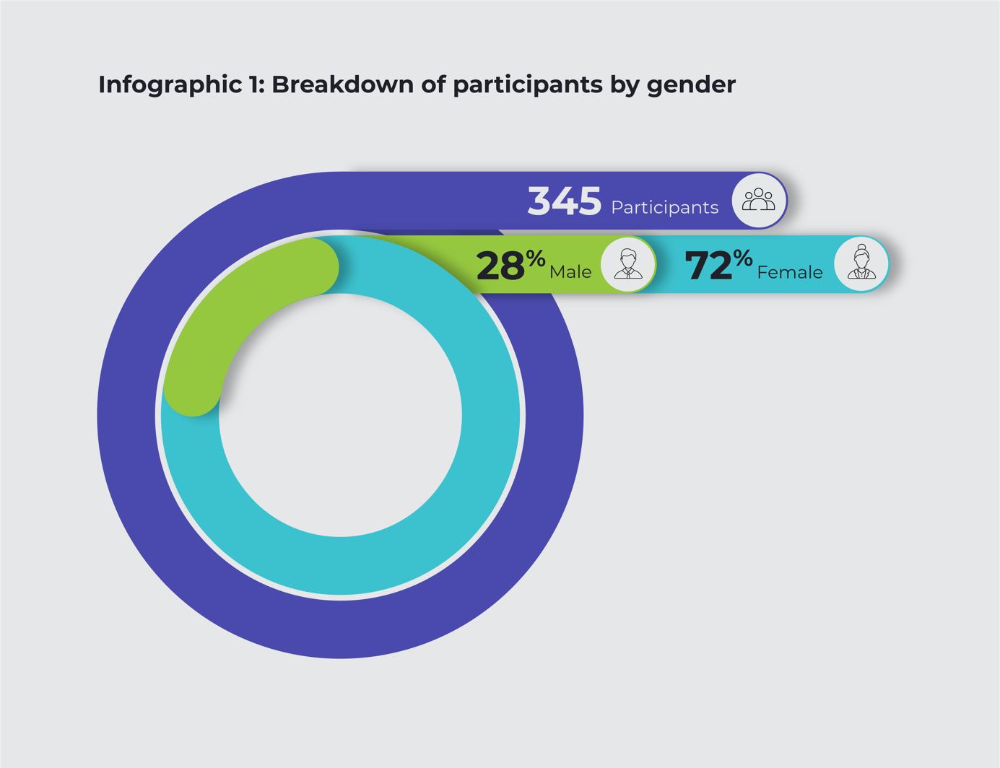 Infographic 1: Breakdown of participants by gender
345 Participants
28% Male
72% Female